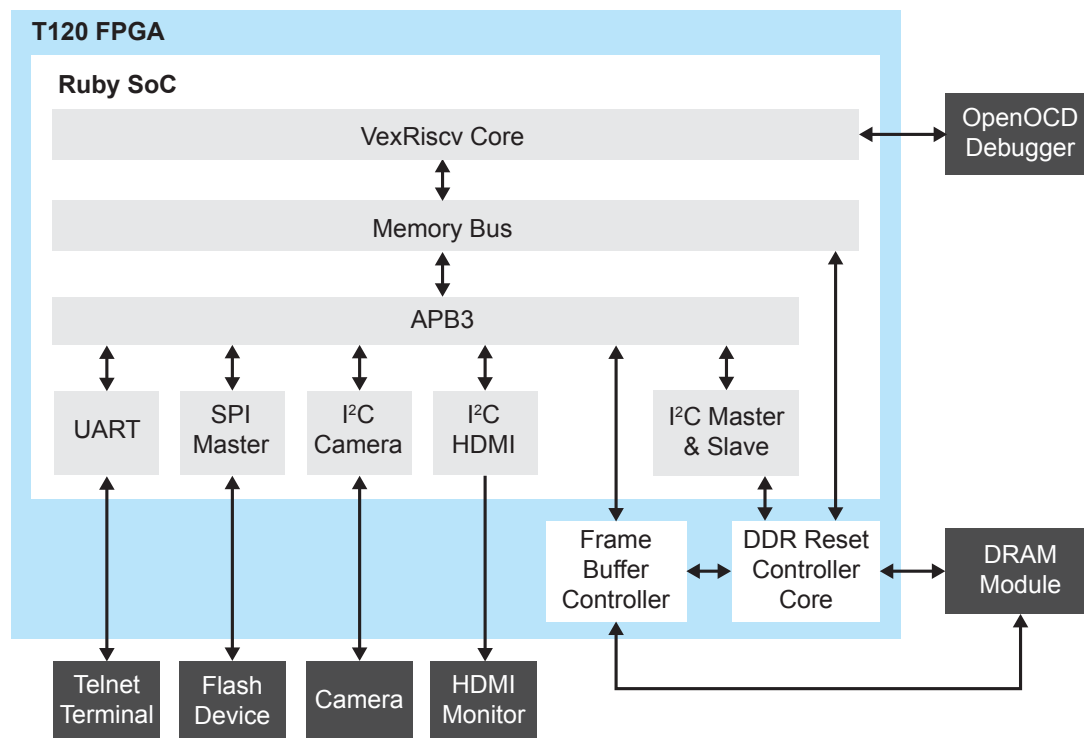 T120 FPGA
Ruby SoC
VexRiscv Core
OpenOCD
Debugger
Memory Bus
APB3
UART
SPI
Master
I²C
Camera
I²C
HDMI
I²C Master
& Slave
Frame
Buffer
Controller
DDR Reset
Controller
Core
DRAM
Module
Telnet
Terminal
Flash
Device
Camera
HDMI
Monitor